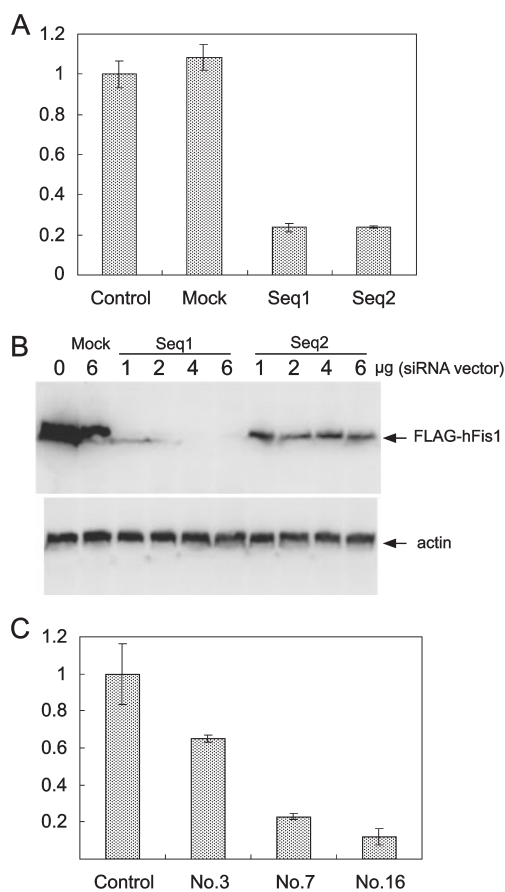 A
1.2
1
0.8
0.6
0.4
0.2
0
Control Mock Seq1 Seq2
B
Mock Seq1 Seq2
0 6 1 2 4 6 1 2 4 6 µg (siRNA vector)
FLAG-hFis1
actin
C
1.2
1
0.8
0.6
0.4
0.2
Control No.3 No.7 No.16